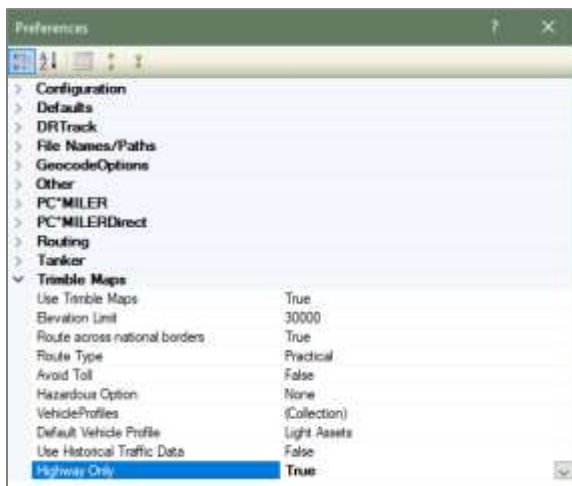 Preferences ? ×
Configuration
Defaults
DRTrack
File Names/Paths
GeocodeOptions
Other
PC*MILER
PC*MILERDirect
Routing
Tanker
Trimble Maps
Use Trimble Maps True
Elevation Limit 30000
Route across national borders True
Route Type Practical
Avoid Toll False
Hazardous Option None
VehicleProfiles (Collection)
Default Vehicle Profile Light Assets
Use Historical Traffic Data False
Highway Only True